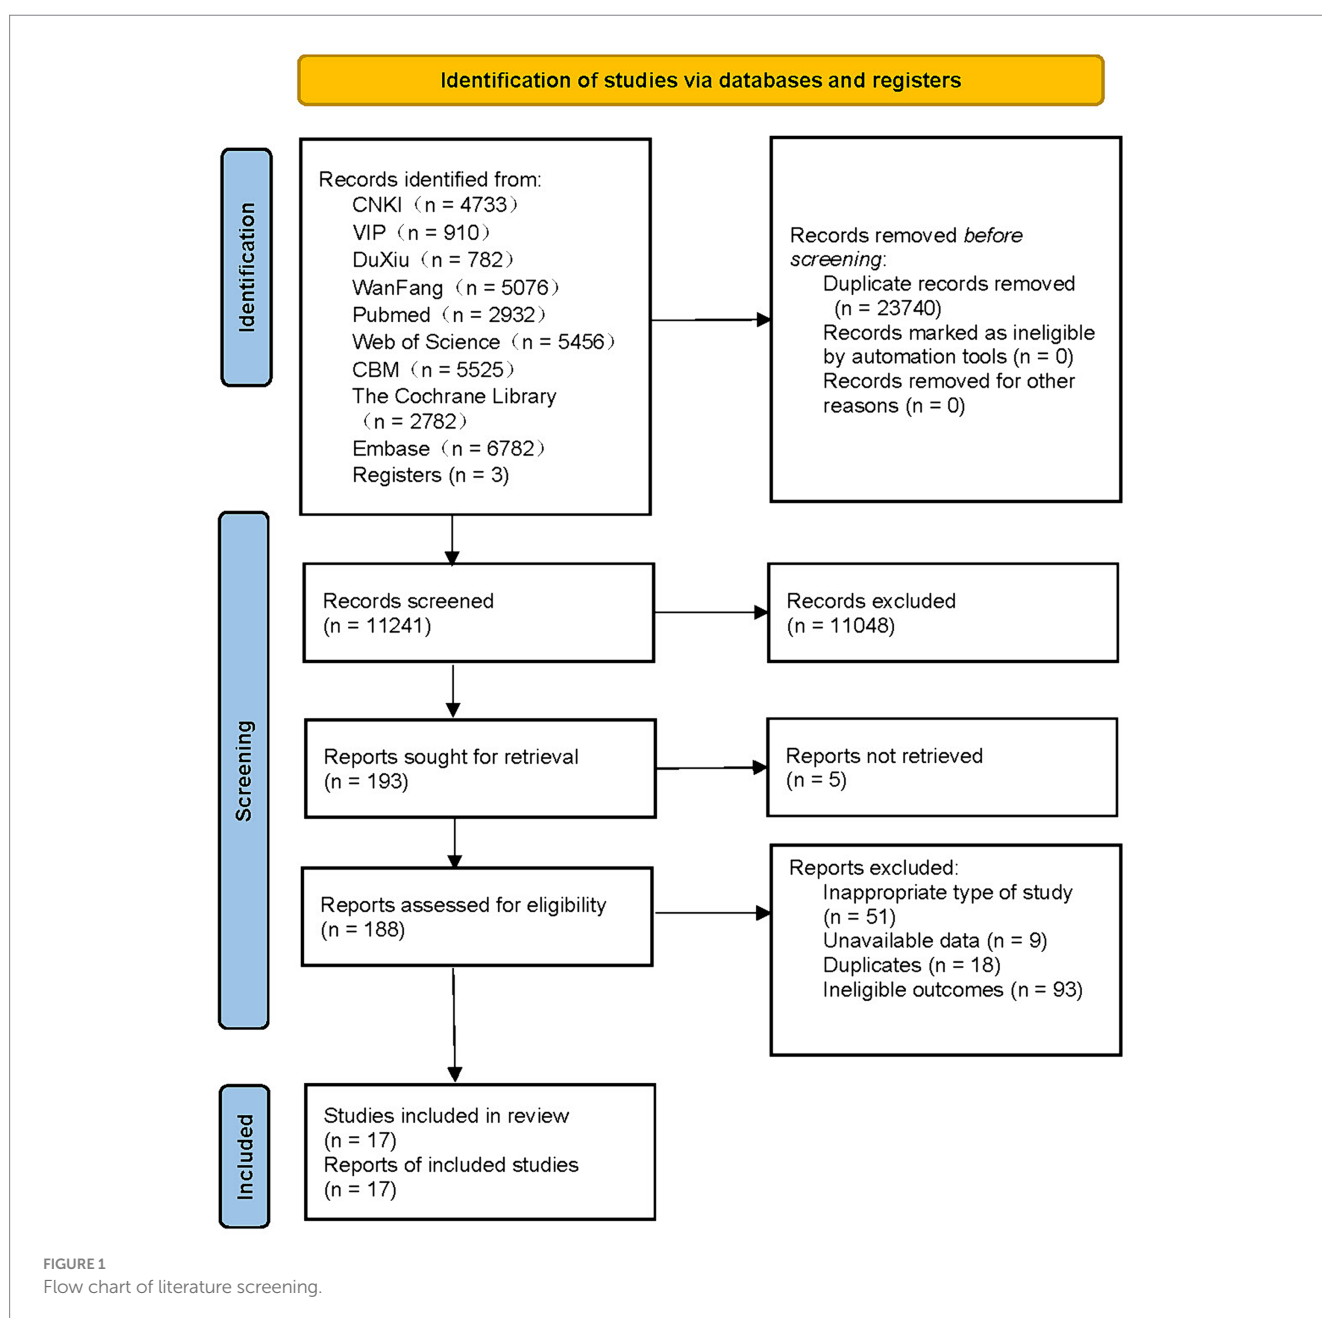 Identification of studies via databases and registers
Identification
Records identified from:
CNKI（n = 4733）
VIP（n = 910）
DuXiu（n = 782）
WanFang（n = 5076）
Pubmed（n = 2932）
Web of Science（n = 5456）
CBM（n = 5525）
The Cochrane Library
（n = 2782）
Embase（n = 6782）
Registers (n = 3)
Records removed before
screening:
Duplicate records removed
(n = 23740)
Records marked as ineligible
by automation tools (n = 0)
Records removed for other
reasons (n = 0)
Screening
Records screened
(n = 11241)
Records excluded
(n = 11048)
Reports sought for retrieval
(n = 193)
Reports not retrieved
(n = 5)
Reports assessed for eligibility
(n = 188)
Reports excluded:
Inappropriate type of study
(n = 51)
Unavailable data (n = 9)
Duplicates (n = 18)
Ineligible outcomes (n = 93)
Included
Studies included in review
(n = 17)
Reports of included studies
(n = 17)
FIGURE 1
Flow chart of literature screening.